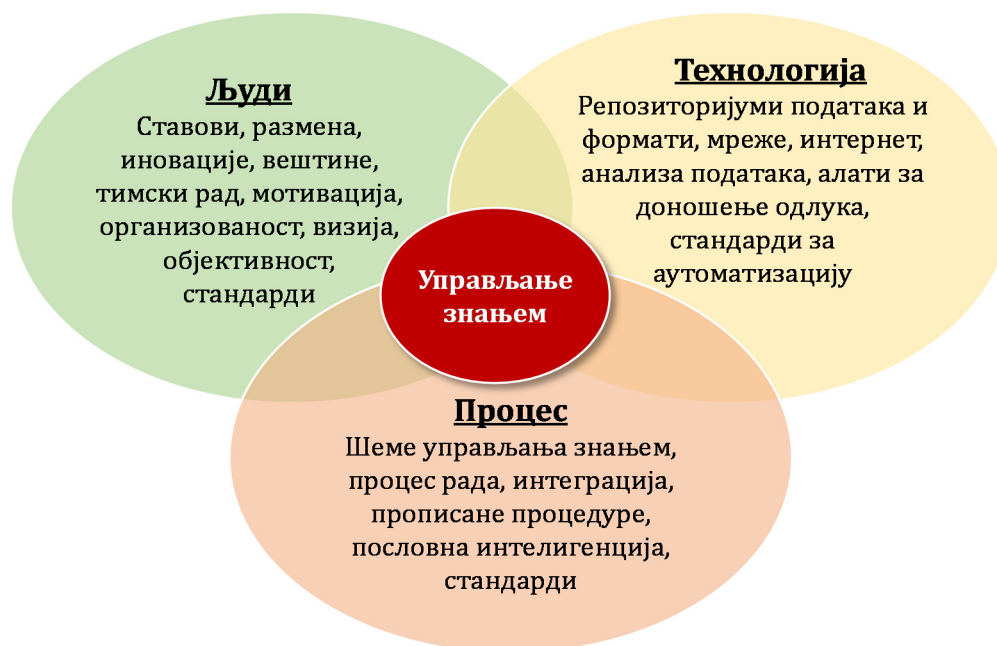 Људи
Ставови, размена,
иновације, вештине,
тимски рад, мотивација,
организованост, визија,
објективност,
стандарди
Технологија
Репозиторијуми података и
формати, мреже, интернет,
анализа података, алати за
доношење одлука,
стандарди за
аутоматизацију
Управљање
знањем
Процес
Шеме управљања знањем,
процес рада, интеграција,
прописане процедуре,
пословна интелигенција,
стандарди